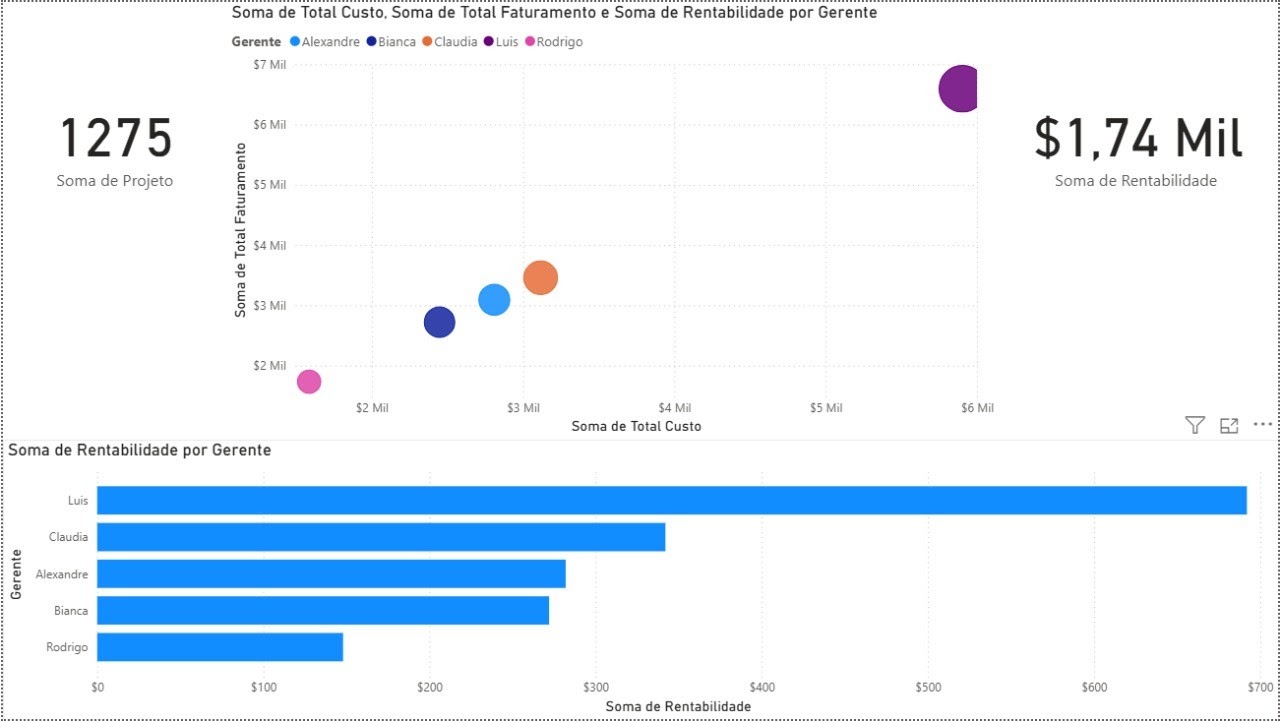 Soma de Total Custo, Soma de Total Faturamento e Soma de Rentabilidade por Gerente
Gerente Alexandre Bianca Claudia Luis Rodrigo
1275
Soma de Projeto
Soma de Total Faturamento
$7 Mil
$6 Mil
$5 Mil
$4 Mil
$3 Mil
$2 Mil
$2 Mil $3 Mil $4 Mil $5 Mil $6 Mil
Soma de Total Custo
$1,74 Mil
Soma de Rentabilidade
Soma de Rentabilidade por Gerente
Gerente
Luis
Claudia
Alexandre
Bianca
Rodrigo
$0 $100 $200 $300 $400 $500 $600 $700
Soma de Rentabilidade